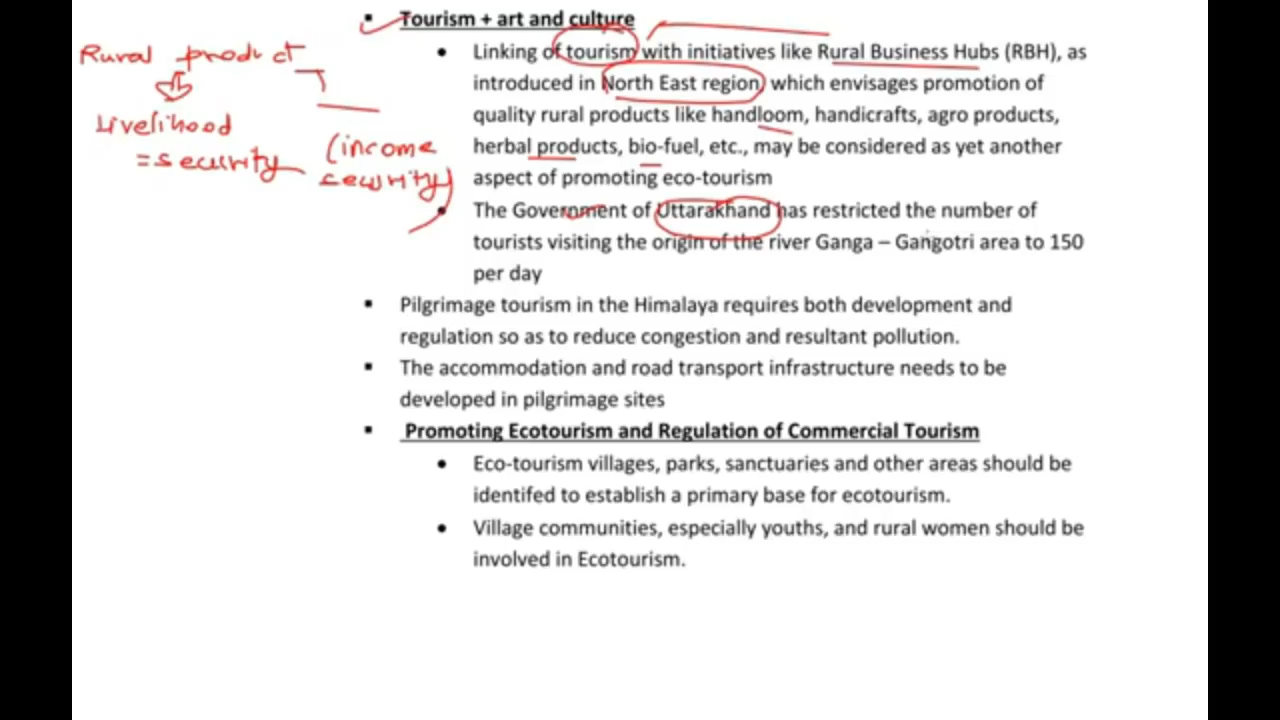 ▪ Tourism + art and culture
Rural product
Livelihood
=security
(income
security)
• Linking of tourism with initiatives like Rural Business Hubs (RBH), as
introduced in North East region, which envisages promotion of
quality rural products like handloom, handicrafts, agro products,
herbal products, bio-fuel, etc., may be considered as yet another
aspect of promoting eco-tourism
• The Government of Uttarakhand has restricted the number of
tourists visiting the origin of the river Ganga – Gangotri area to 150
per day
▪ Pilgrimage tourism in the Himalaya requires both development and
regulation so as to reduce congestion and resultant pollution.
▪ The accommodation and road transport infrastructure needs to be
developed in pilgrimage sites
▪ Promoting Ecotourism and Regulation of Commercial Tourism
• Eco-tourism villages, parks, sanctuaries and other areas should be
identifed to establish a primary base for ecotourism.
• Village communities, especially youths, and rural women should be
involved in Ecotourism.